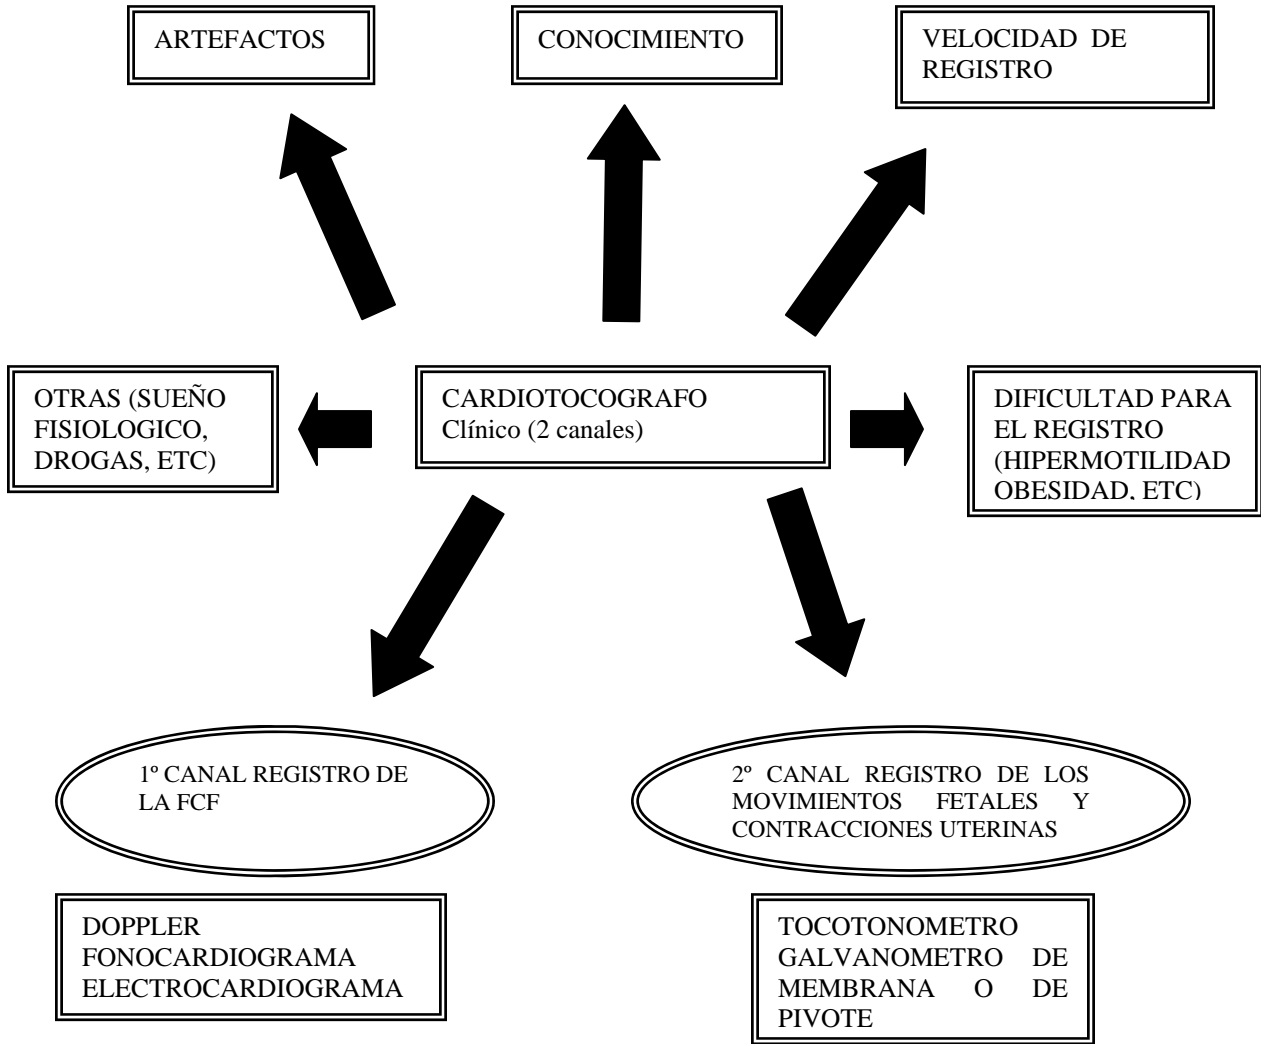 ARTEFACTOS
CONOCIMIENTO
VELOCIDAD DE
REGISTRO
OTRAS (SUEÑO
FISIOLOGICO,
DROGAS, ETC)
CARDIOTOCOGRAFO
Clínico (2 canales)
DIFICULTAD PARA
EL REGISTRO
(HIPERMOTILIDAD
OBESIDAD, ETC)
1º CANAL REGISTRO DE
LA FCF
2º CANAL REGISTRO DE LOS
MOVIMIENTOS FETALES Y
CONTRACCIONES UTERINAS
DOPPLER
FONOCARDIOGRAMA
ELECTROCARDIOGRAMA
TOCOTONOMETRO
GALVANOMETRO DE
MEMBRANA O DE
PIVOTE